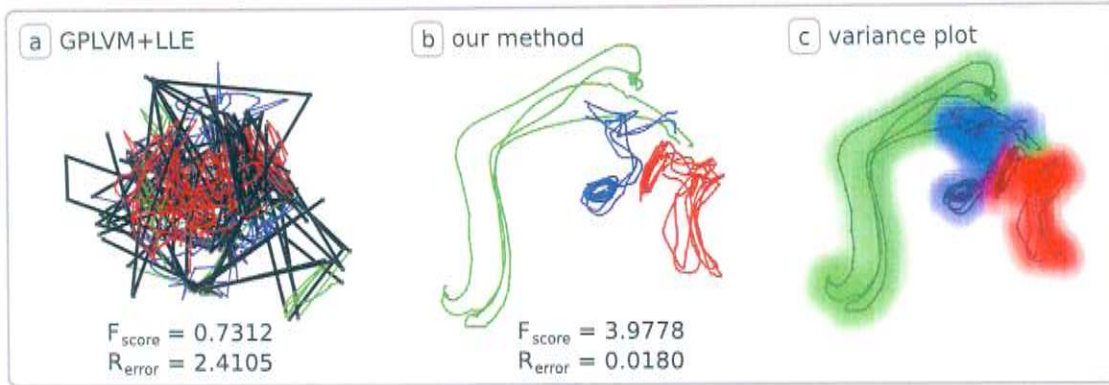 a GPLVM+LLE
b our method
c variance plot
F_score = 0.7312
R_error = 2.4105
F_score = 3.9778
R_error = 0.0180